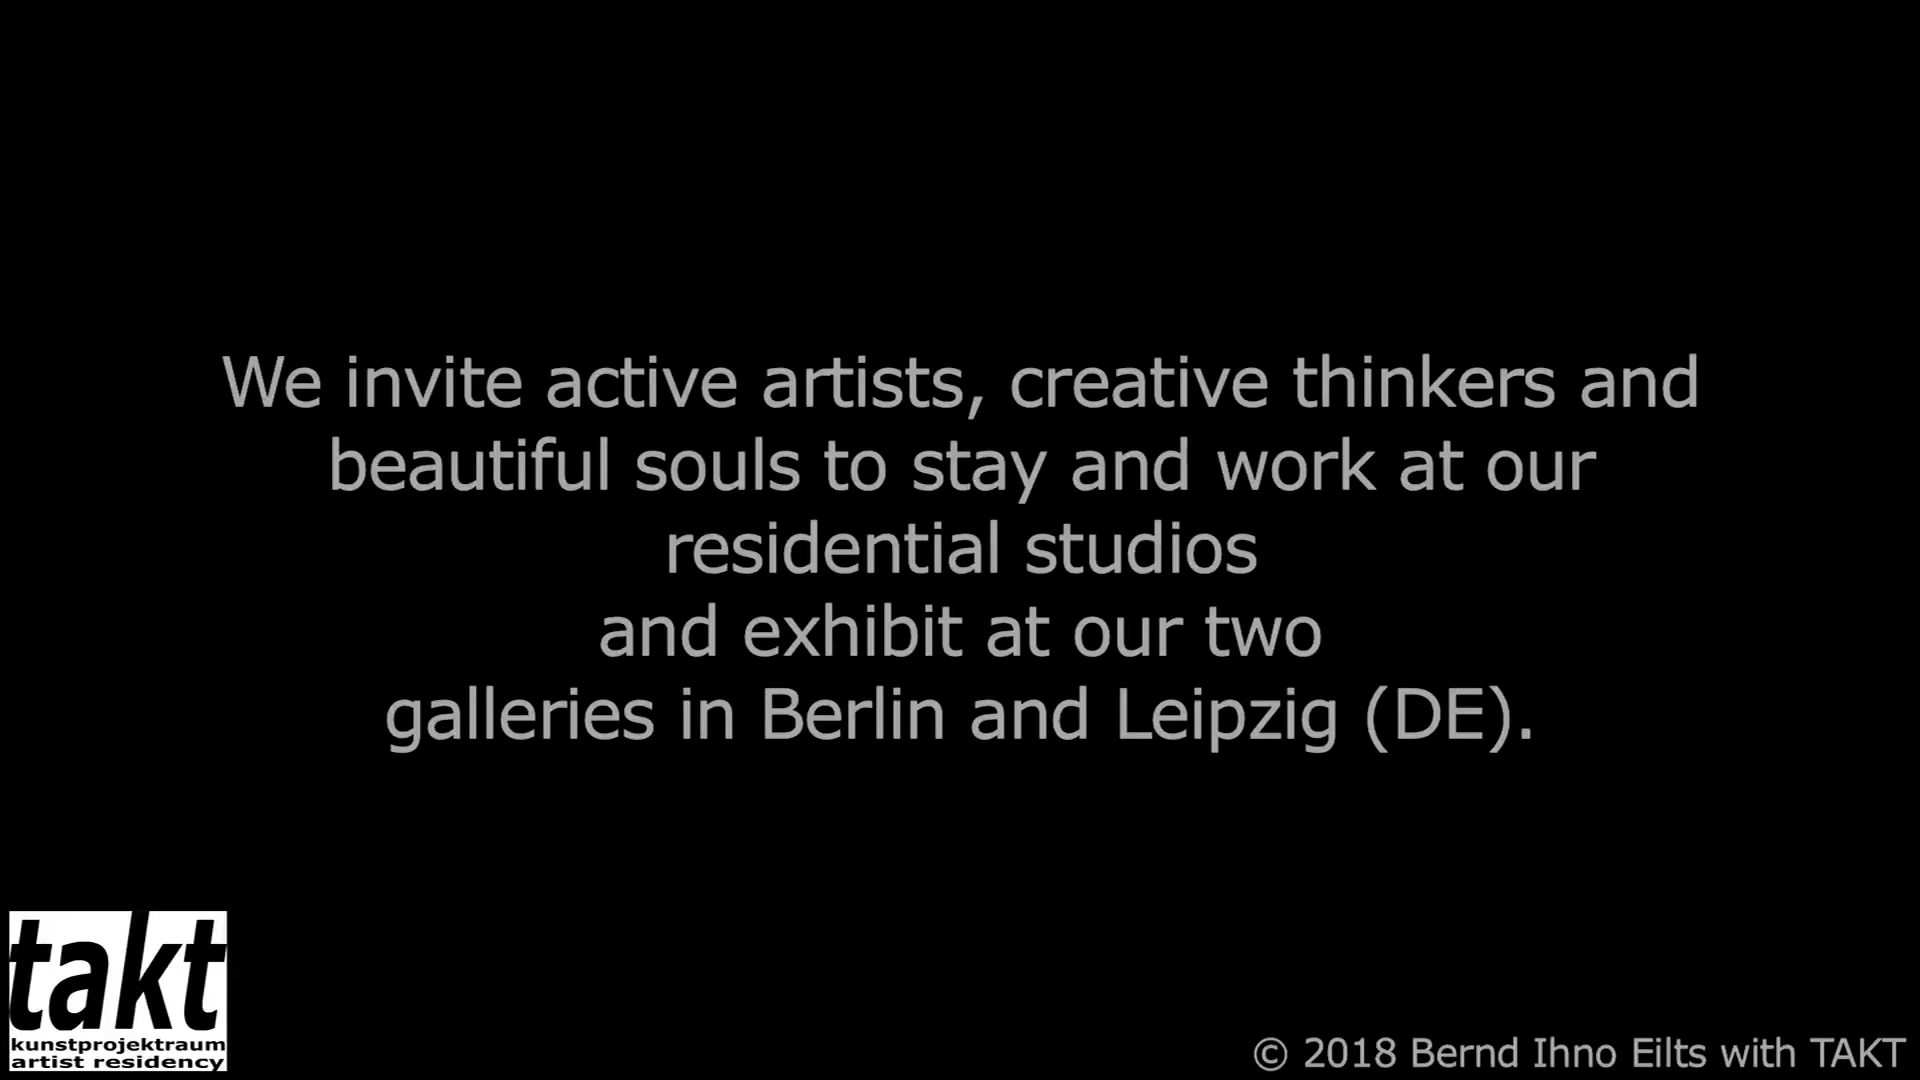 We invite active artists, creative thinkers and
beautiful souls to stay and work at our
residential studios
and exhibit at our two
galleries in Berlin and Leipzig (DE).
takt
kunstprojektraum
artist residency
© 2018 Bernd Ihno Eilts with TAKT